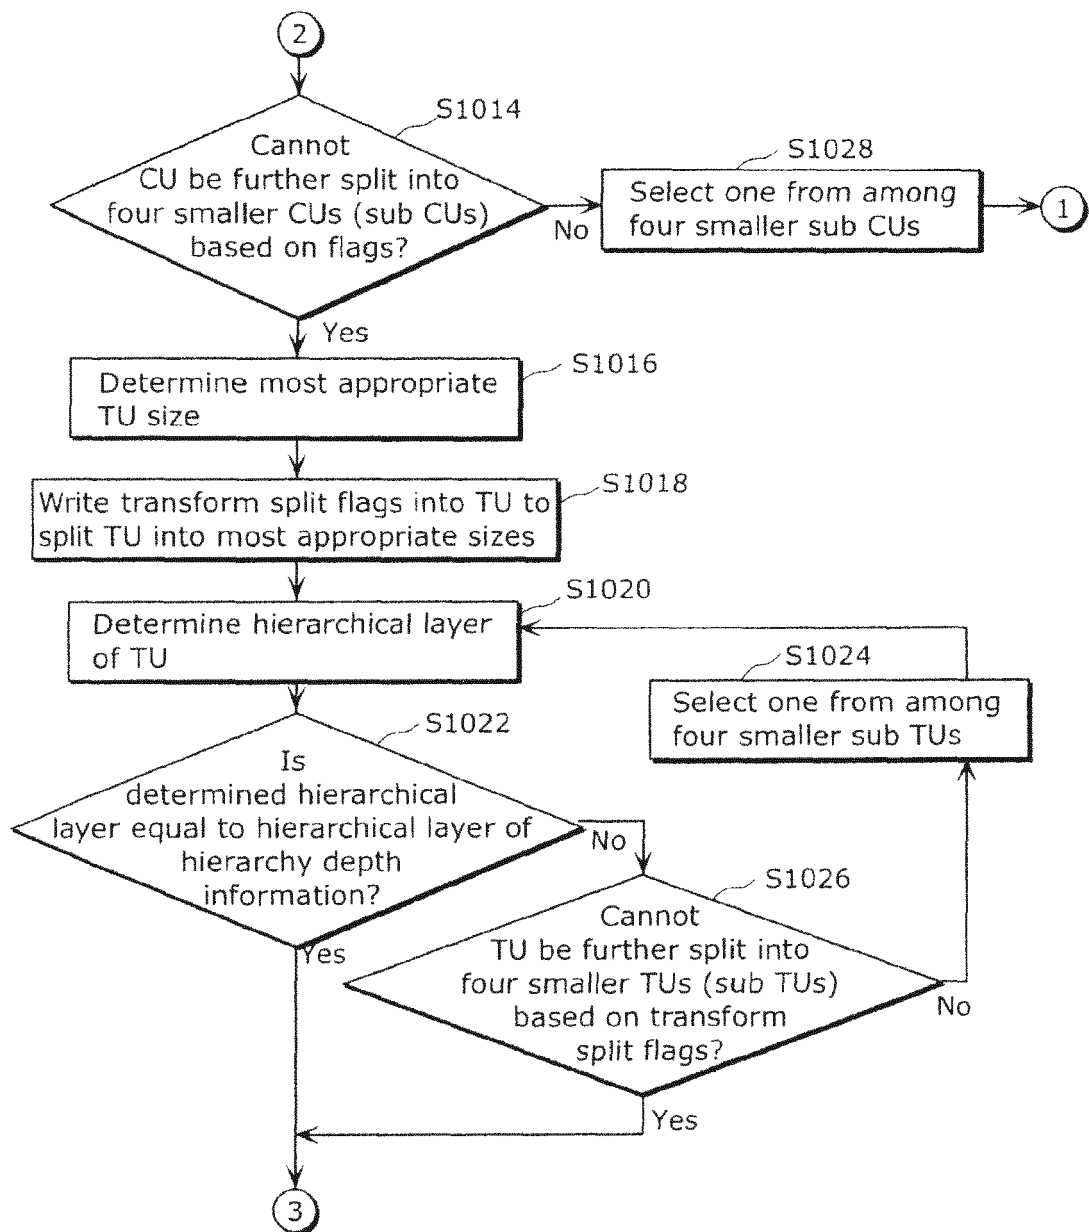 2
S1014
Cannot
CU be further split into
four smaller CUs (sub CUs)
based on flags?
No
S1028
Select one from among
four smaller sub CUs
1
Yes
S1016
Determine most appropriate
TU size
S1018
Write transform split flags into TU to
split TU into most appropriate sizes
S1020
Determine hierarchical layer
of TU
S1024
Select one from among
four smaller sub TUs
S1022
Is
determined hierarchical
layer equal to hierarchical layer of
hierarchy depth
information?
No
Yes
S1026
Cannot
TU be further split into
four smaller TUs (sub TUs)
based on transform
split flags?
No
Yes
3